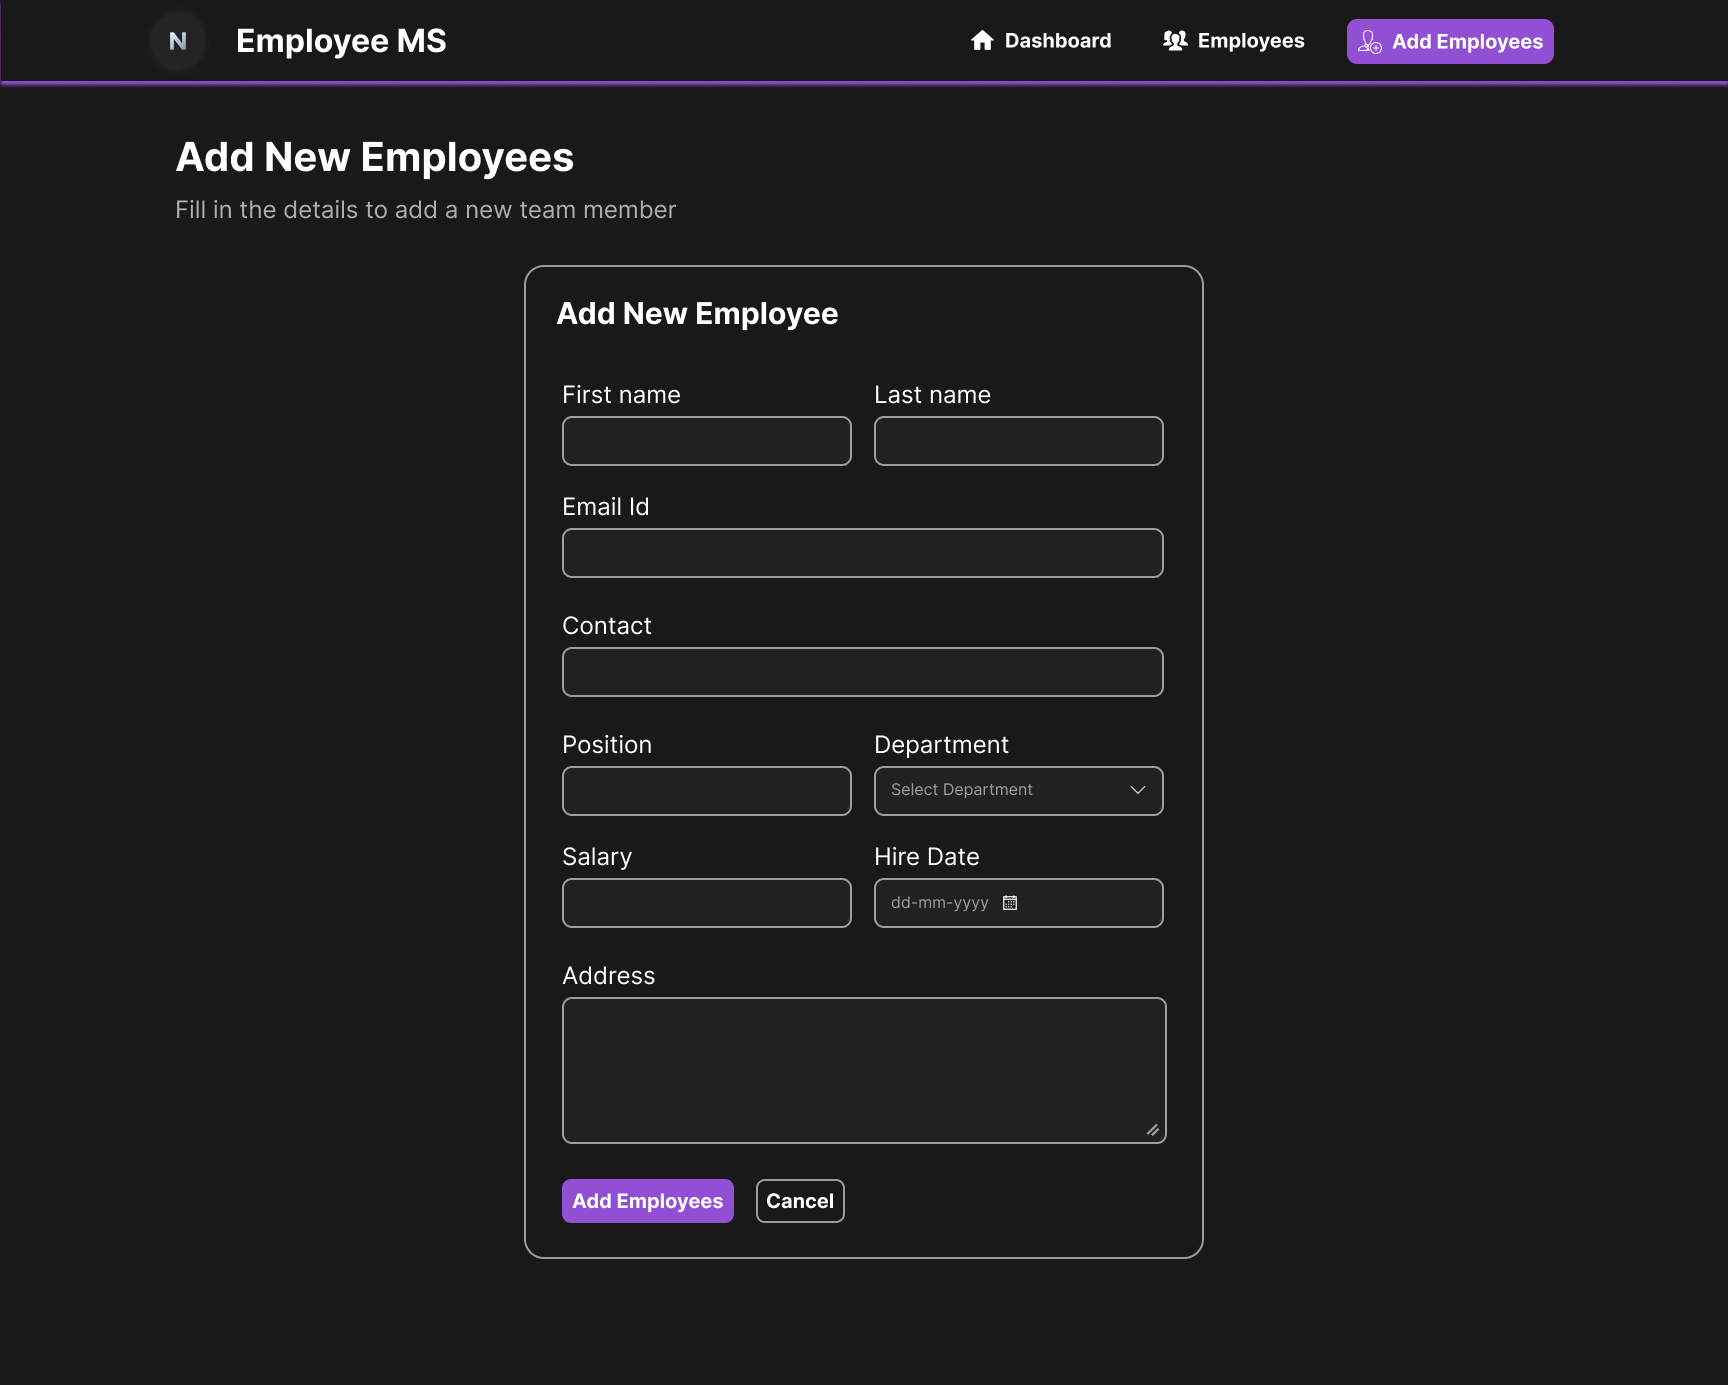 N Employee MS Dashboard Employees Add Employees
Add New Employees
Fill in the details to add a new team member
Add New Employee
First name Last name
Email Id
Contact
Position Department
Select Department
Salary Hire Date
dd-mm-yyyy
Address
Add Employees Cancel